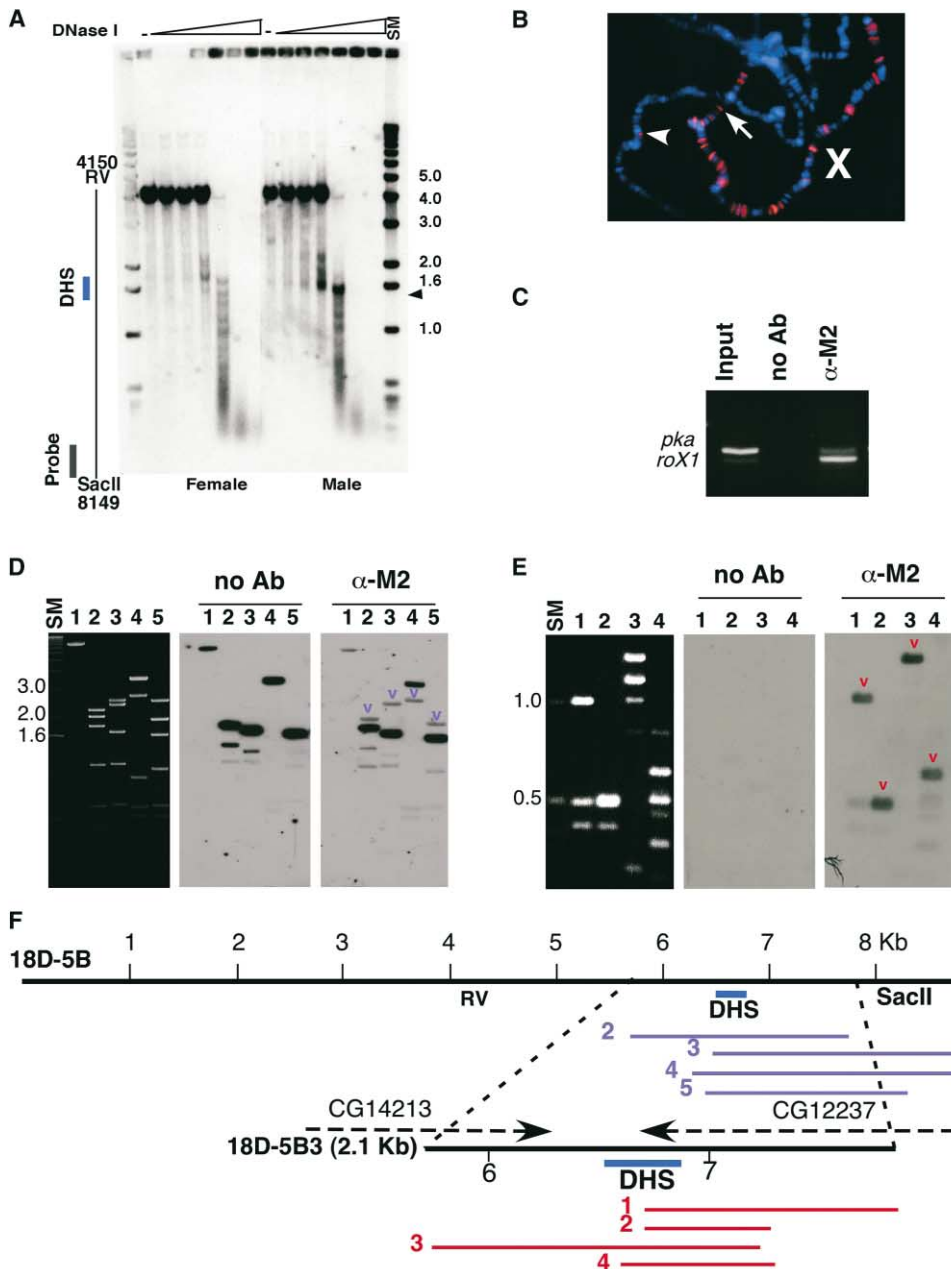 A
DNase I
- - SM
4150
RV
DHS
Probe
SacII
8149
5.0
4.0
3.0
2.0
1.6
1.0
Female Male
B
X
C
Input no Ab α-M2
pka
roX1
D
no Ab α-M2
SM 1 2 3 4 5 1 2 3 4 5 1 2 3 4 5
3.0
2.0
1.6
v v v v
E
no Ab α-M2
SM 1 2 3 4 1 2 3 4 1 2 3 4
1.0
0.5
v v v v
F
1 2 3 4 5 6 7 8 Kb
18D-5B
RV DHS SacII
2
3
4
5
CG14213 CG12237
18D-5B3 (2.1 Kb)
6 DHS 7
1
2
3
4